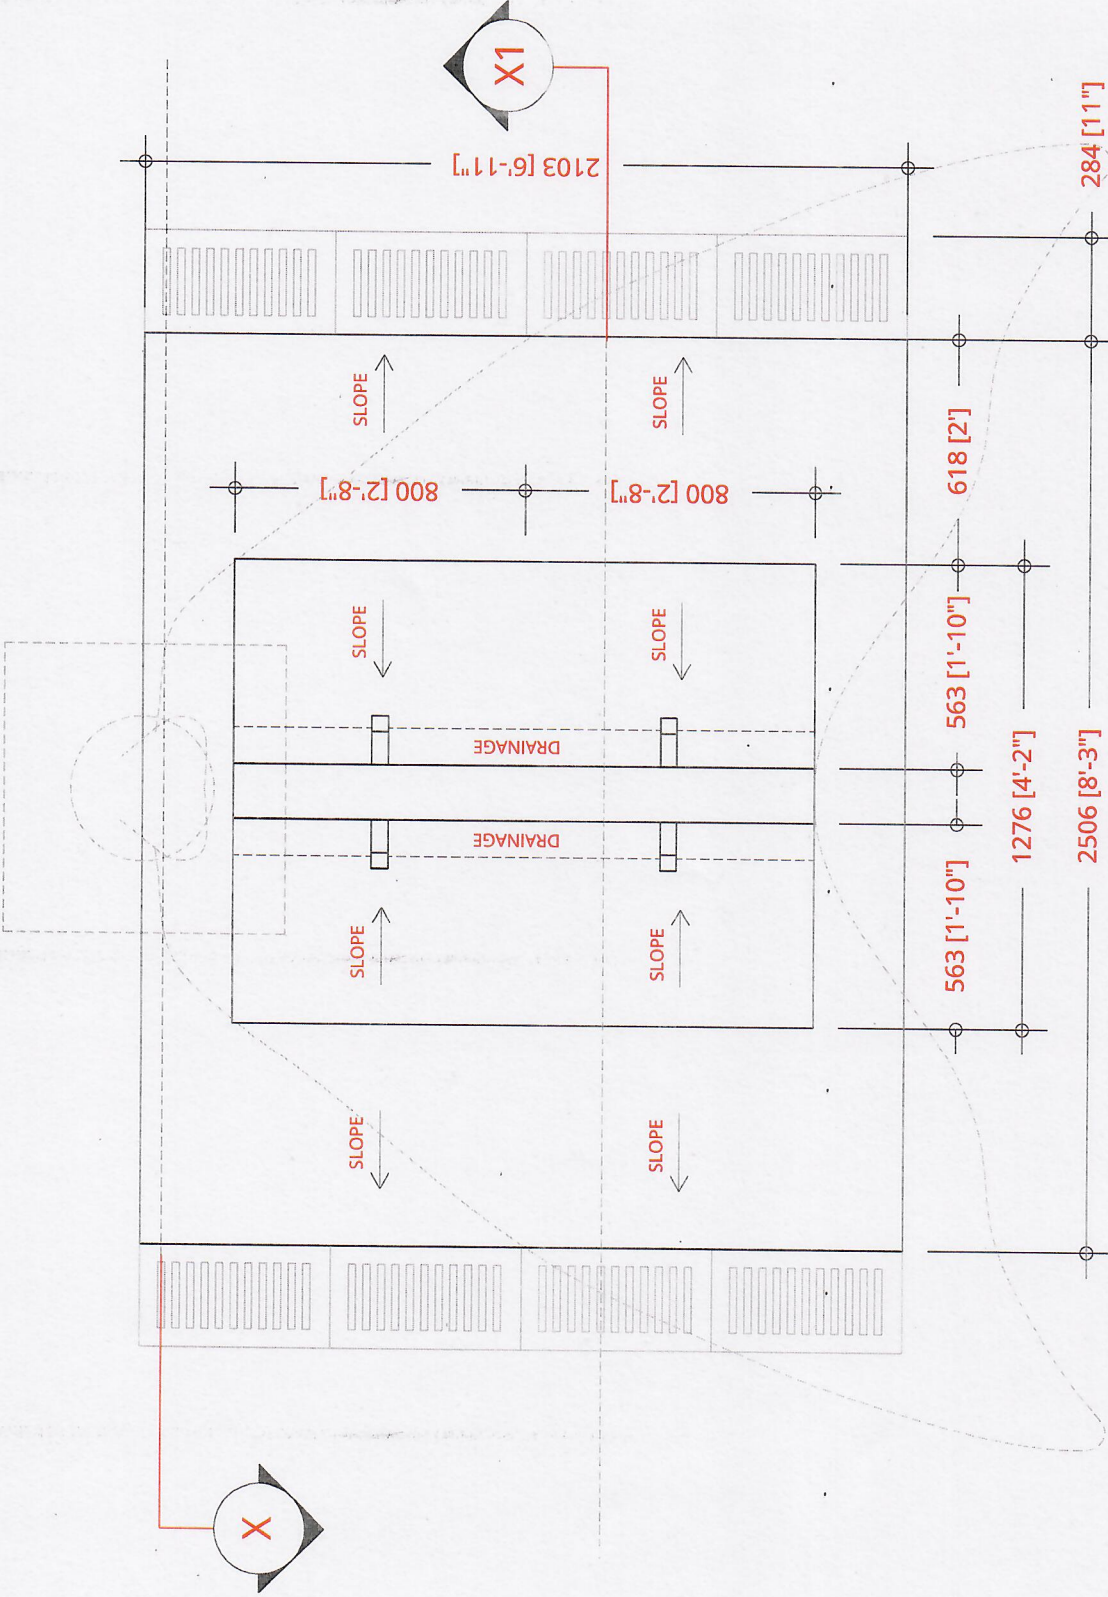 X1
2103 [6'-11"]
284 [11"]
SLOPE
SLOPE
618 [2']
800 [2'-8"]
800 [2'-8"]
SLOPE
SLOPE
563 [1'-10"]
DRAINAGE
1276 [4'-2"]
2506 [8'-3"]
DRAINAGE
563 [1'-10"]
SLOPE
SLOPE
SLOPE
SLOPE
X